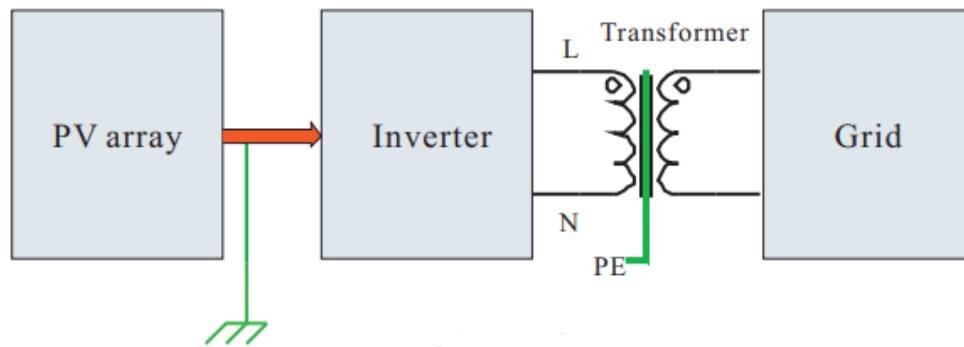 Transformer
L
PV array
Inverter
Grid
N
PE